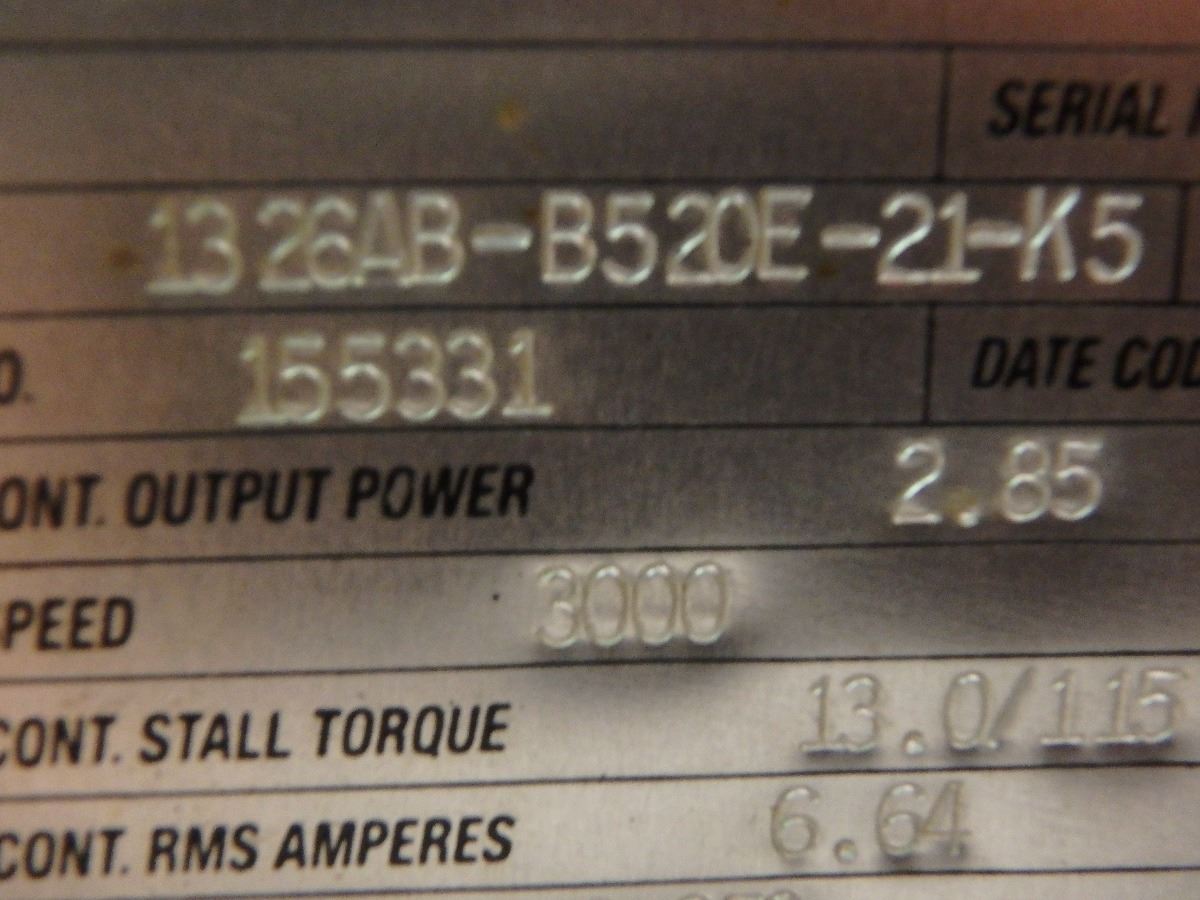 SERIAL
1326AB-B520E-21-K5
O. 155331 DATE COD
ONT. OUTPUT POWER 2.85
PEED 3000
CONT. STALL TORQUE 13.0/115
CONT. RMS AMPERES 6.64